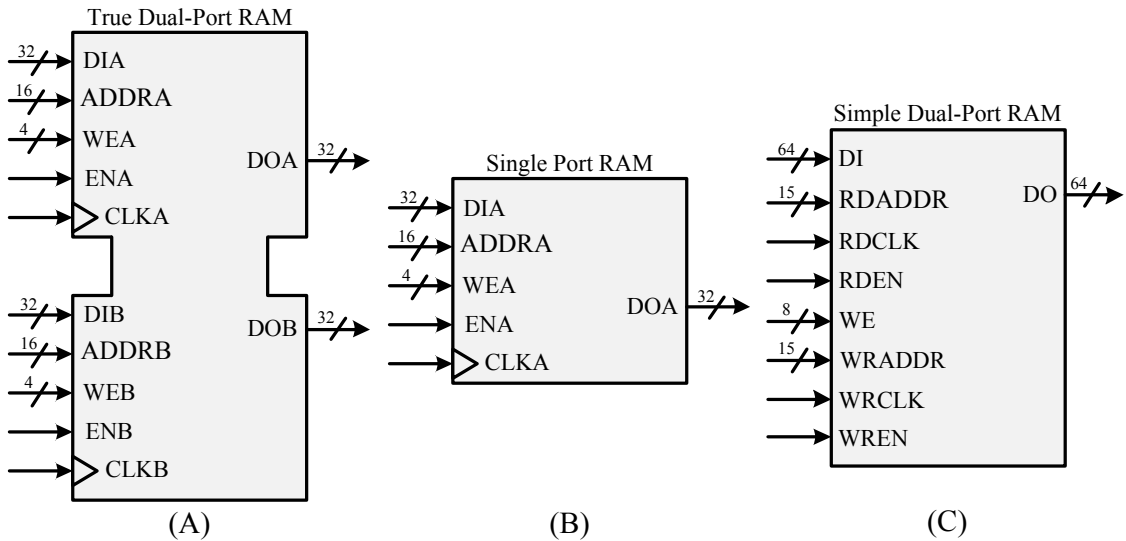 True Dual-Port RAM
32 DIA
16 ADDRA
4 WEA
ENA
CLKA
DOA 32
32 DIB
16 ADDRB
4 WEB
ENB
CLKB
DOB 32
(A)
Single Port RAM
32 DIA
16 ADDRA
4 WEA
ENA
CLKA
DOA 32
(B)
Simple Dual-Port RAM
64 DI
15 RDADDR
RDCLK
RDEN
8 WE
15 WRADDR
WRCLK
WREN
DO 64
(C)